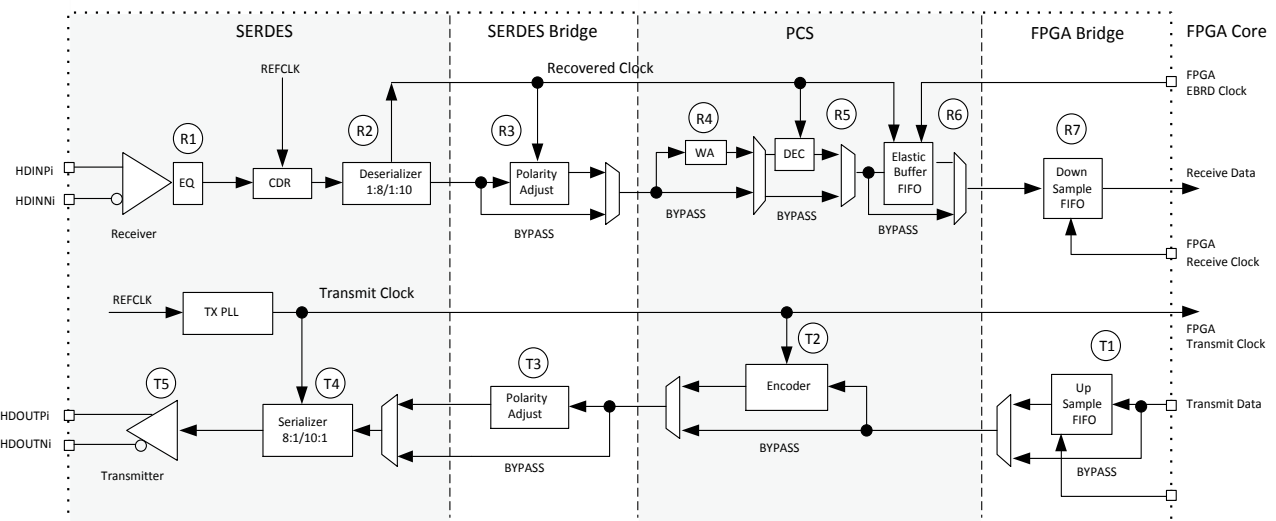 SERDES
SERDES Bridge
PCS
FPGA Bridge
FPGA Core
REFCLK
Recovered Clock
FPGA
EBRD Clock
R1
R2
R3
R4
R5
R6
R7
HDINPi
HDINNi
EQ
CDR
Deserializer
1:8/1:10
Polarity
Adjust
WA
DEC
Elastic
Buffer
FIFO
Down
Sample
FIFO
Receive Data
Receiver
BYPASS
BYPASS
BYPASS
BYPASS
FPGA
Receive Clock
REFCLK
TX PLL
Transmit Clock
FPGA
Transmit Clock
T5
T4
T3
T2
T1
HDOUTPi
HDOUTNi
Serializer
8:1/10:1
Polarity
Adjust
Encoder
Up
Sample
FIFO
Transmit Data
Transmitter
BYPASS
BYPASS
BYPASS